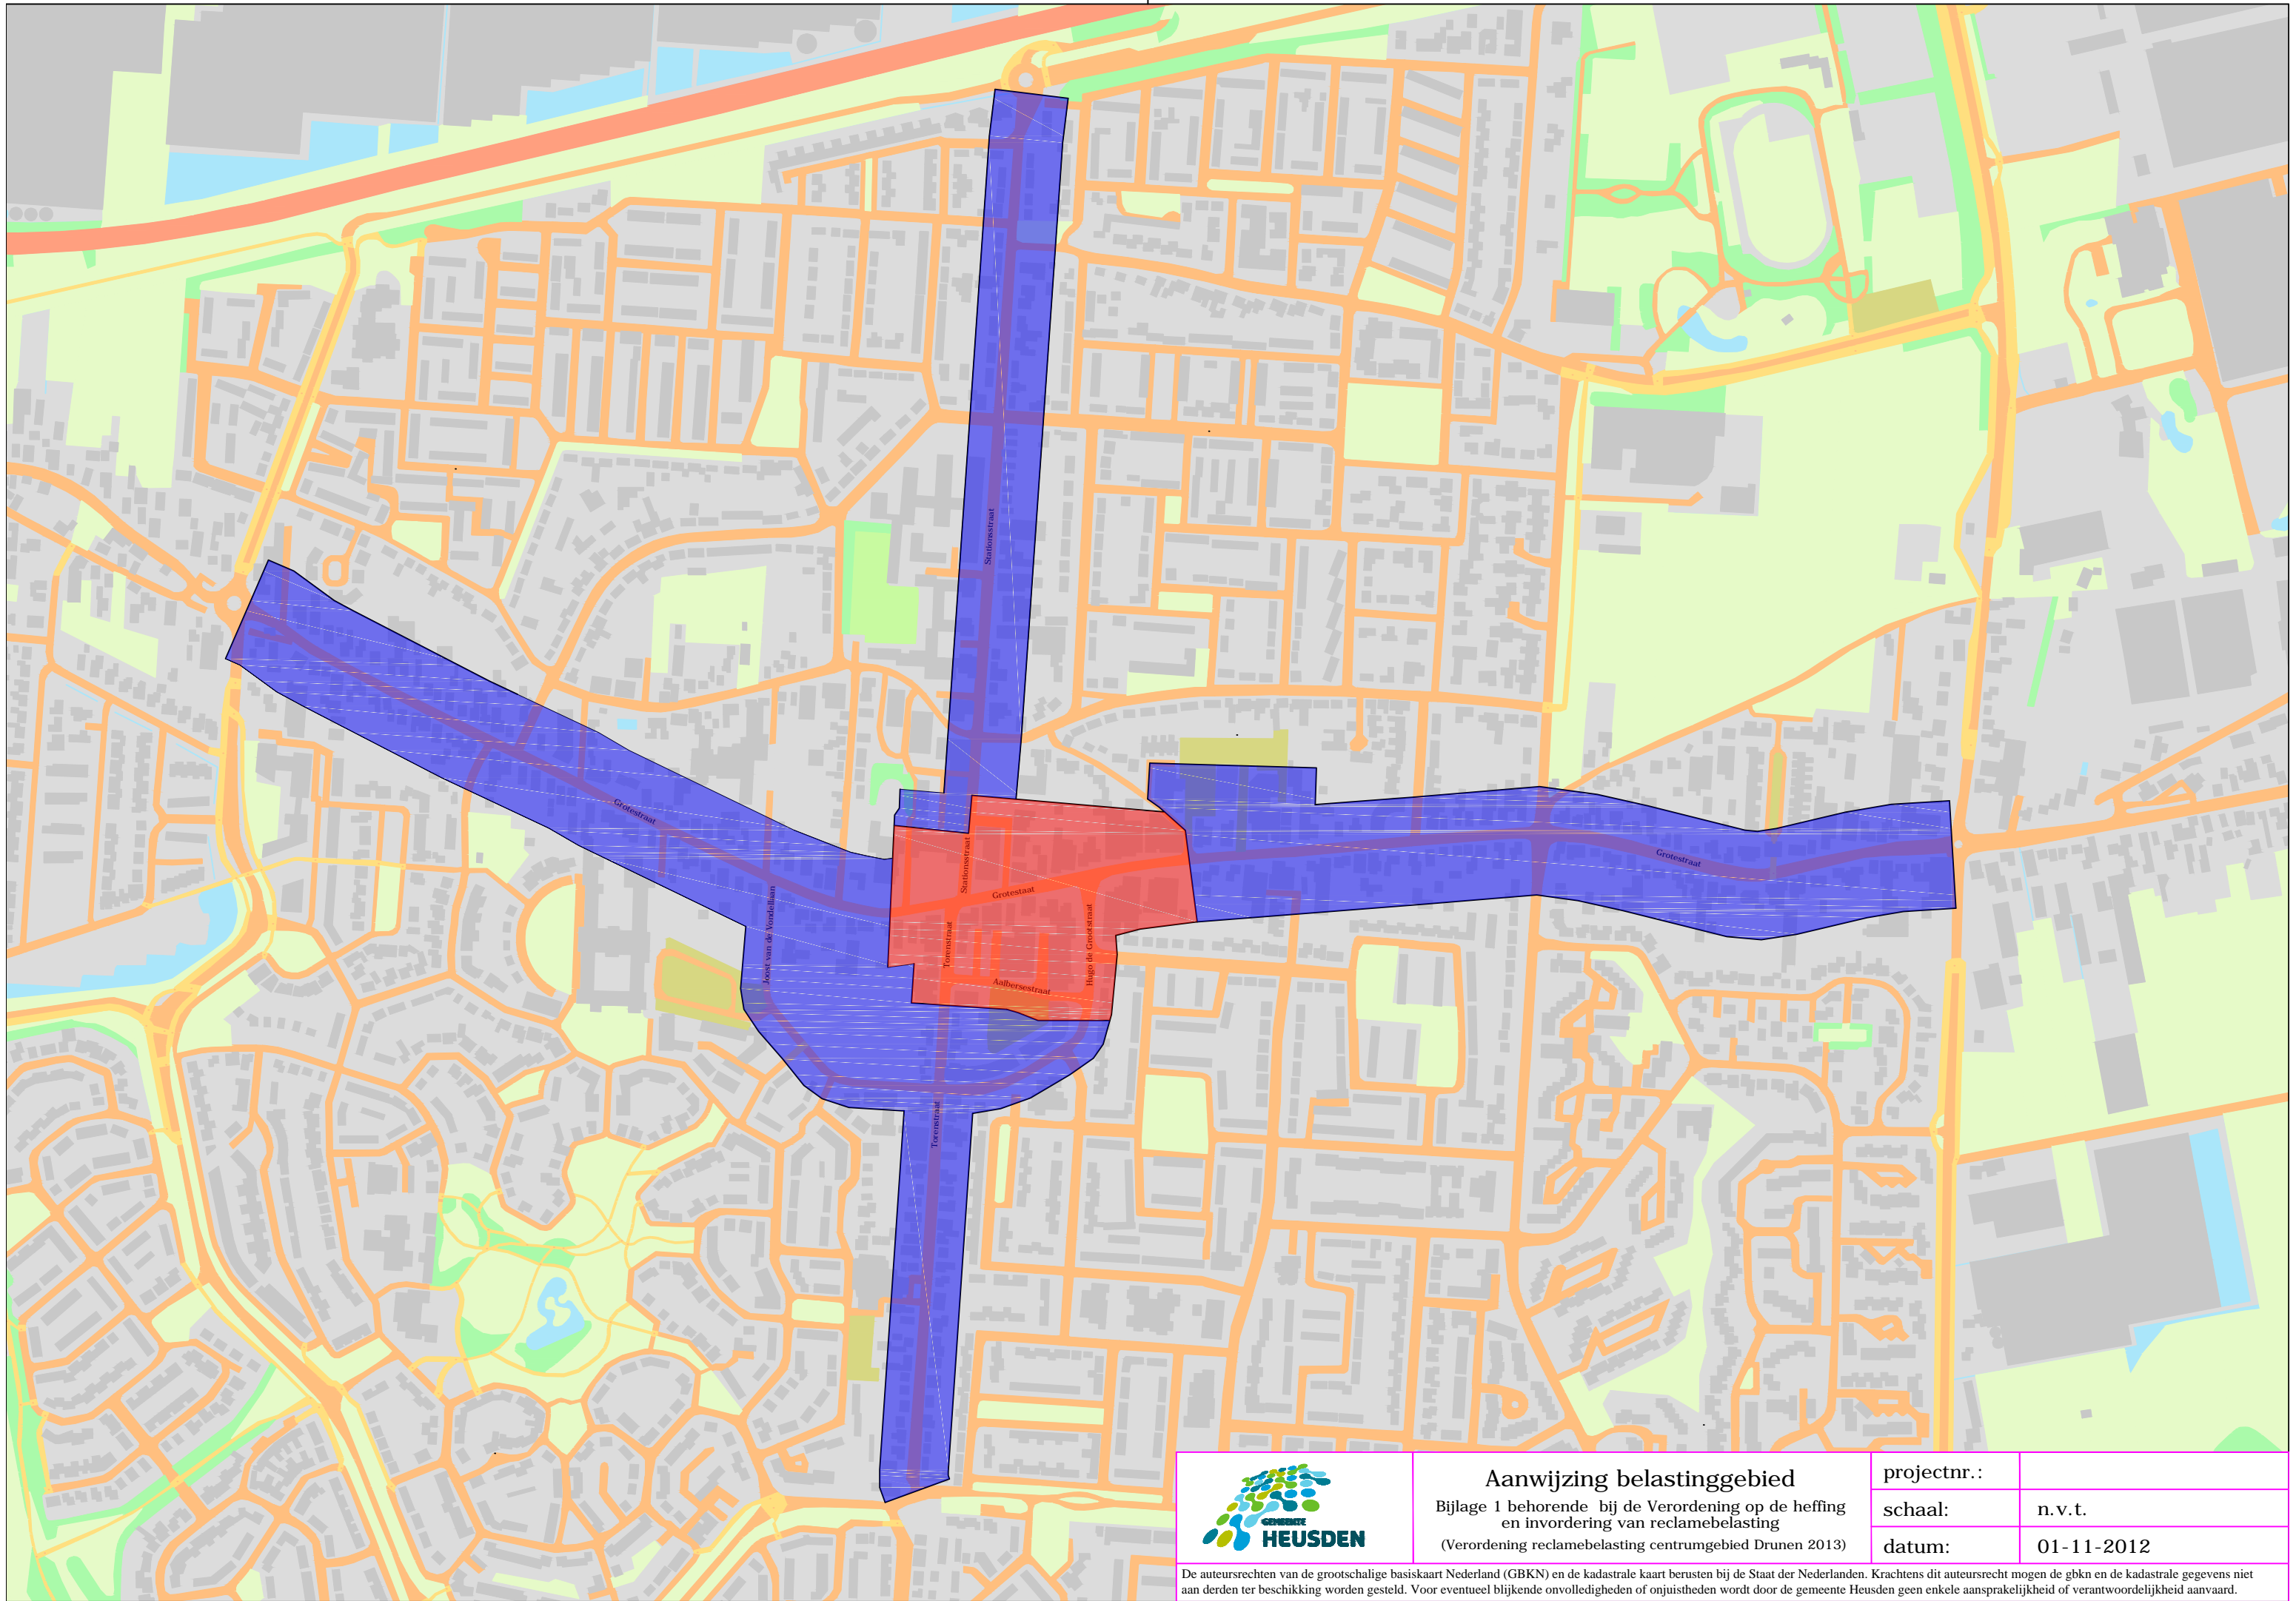 Stationsstraat
Grotestraat
Stationsstraat
Grotestaat
Grotestraat
Joost van de Vondellaan
Torenstraat
Hugo de Grootstraat
Aalbersestraat
Torenstraat
GEMEENTE
HEUSDEN
Aanwijzing belastinggebied
Bijlage 1 behorende bij de Verordening op de heffing
en invordering van reclamebelasting
(Verordening reclamebelasting centrumgebied Drunen 2013)
projectnr.:
schaal: n.v.t.
datum: 01-11-2012
De auteursrechten van de grootschalige basiskaart Nederland (GBKN) en de kadastrale kaart berusten bij de Staat der Nederlanden. Krachtens dit auteursrecht mogen de gbkn en de kadastrale gegevens niet
aan derden ter beschikking worden gesteld. Voor eventueel blijkende onvolledigheden of onjuistheden wordt door de gemeente Heusden geen enkele aansprakelijkheid of verantwoordelijkheid aanvaard.